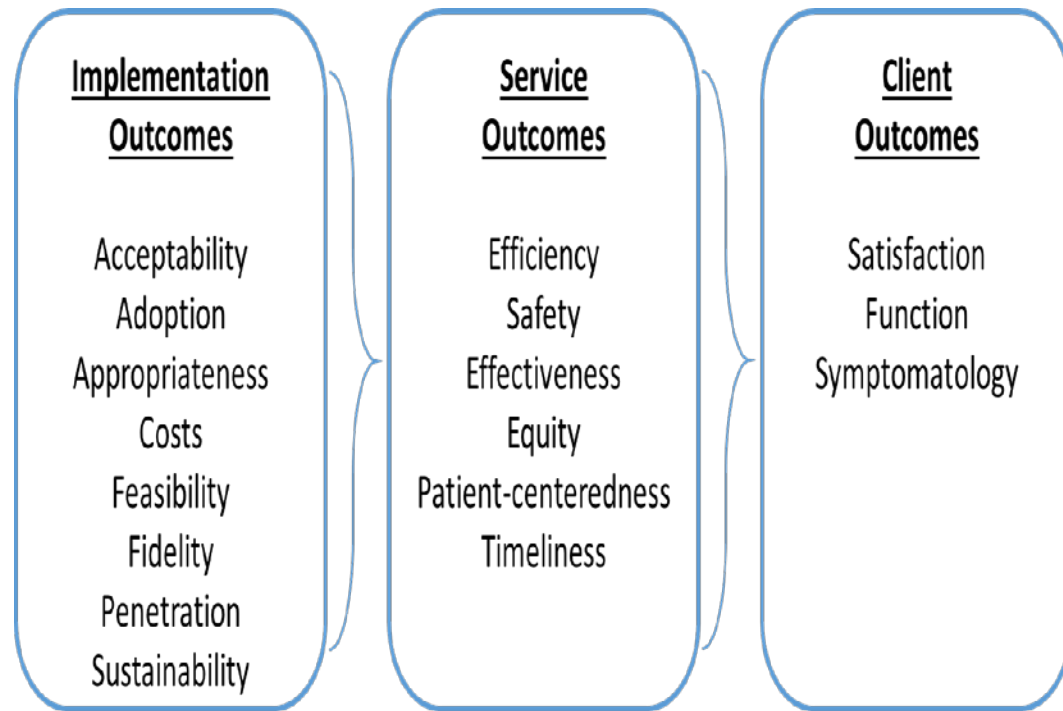 Implementation
Outcomes
Acceptability
Adoption
Appropriateness
Costs
Feasibility
Fidelity
Penetration
Sustainability
Service
Outcomes
Efficiency
Safety
Effectiveness
Equity
Patient-centeredness
Timeliness
Client
Outcomes
Satisfaction
Function
Symptomatology